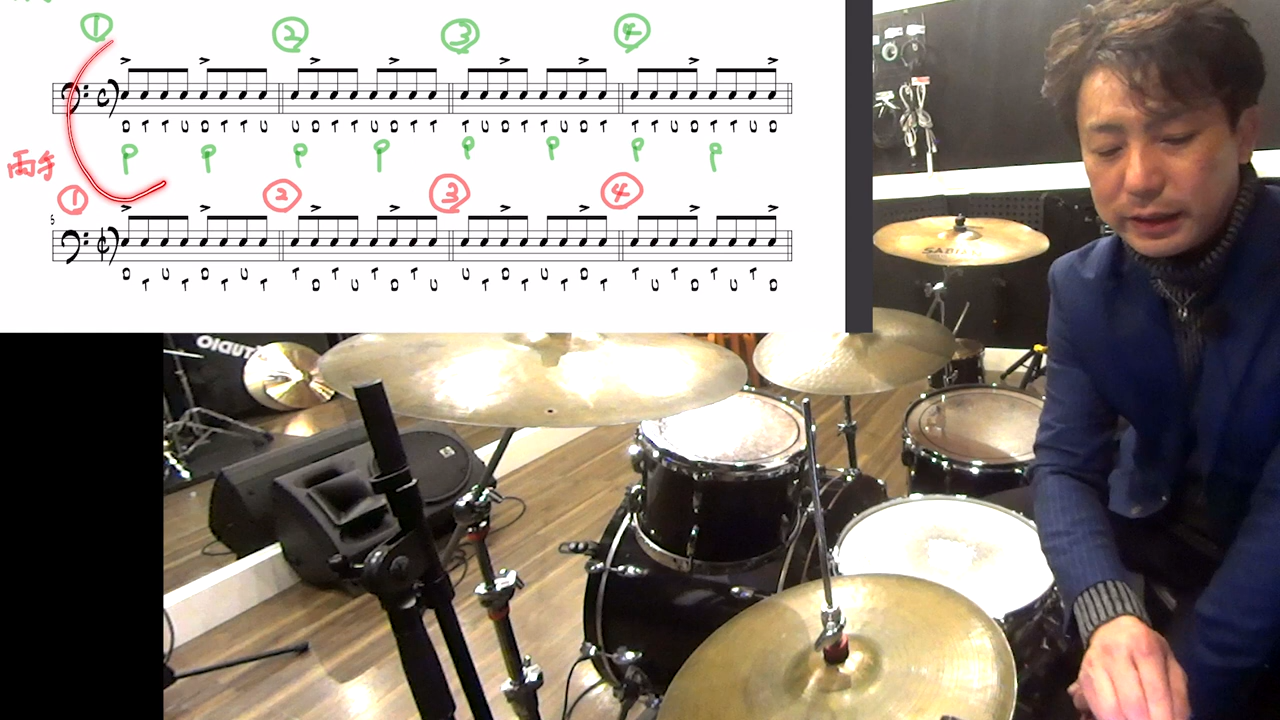 ① ② ③ ④
D T T U D T T U U D T T U D T T T U D T T U D T T T U D T T U D
P P P P P P P P
両手
① ② ③ ④
5
D T U T D T U T T D T U T D T U U T D T U T D T T U T D T U T D